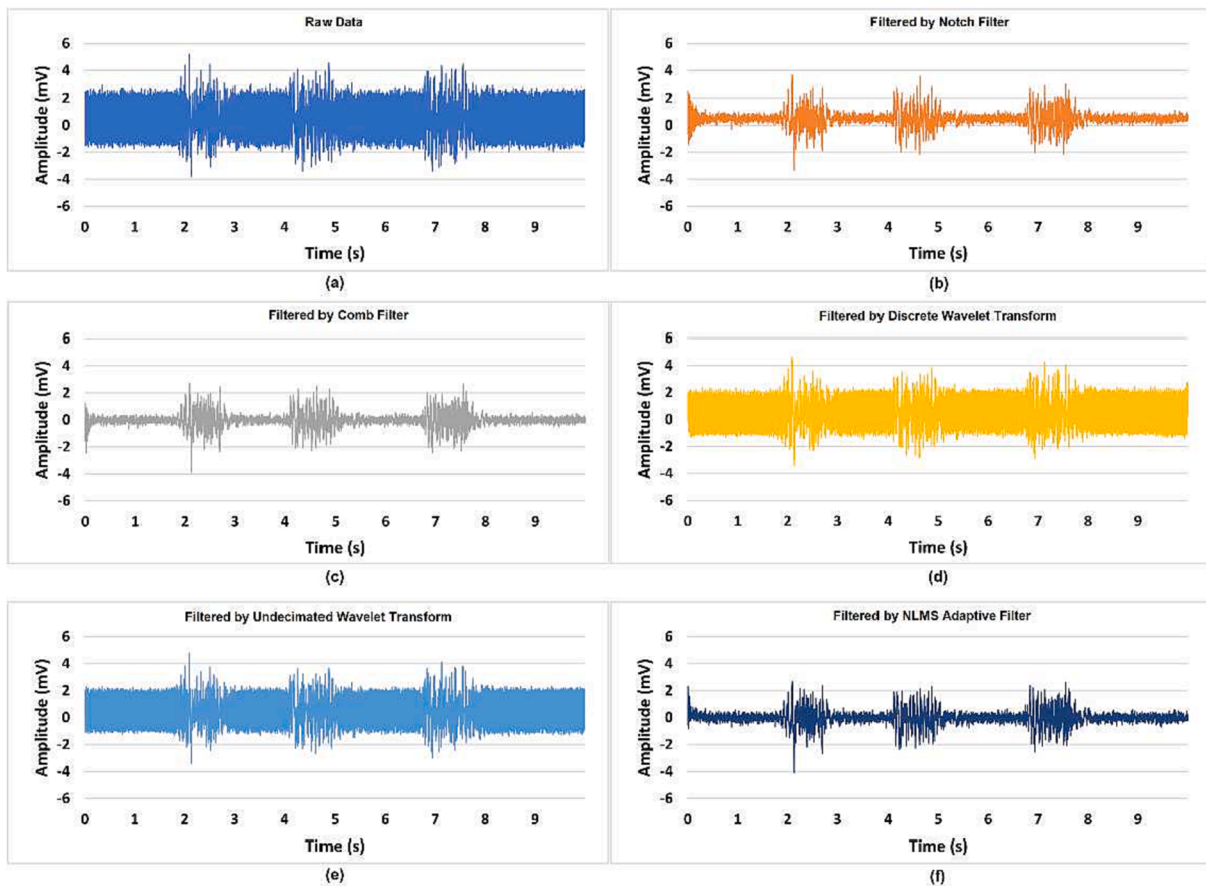 Raw Data
Amplitude (mV)
6
4
2
0
-2
-4
-6
0 1 2 3 4 5 6 7 8 9
Time (s)
(a)
Filtered by Notch Filter
Amplitude (mV)
6
4
2
0
-2
-4
-6
0 1 2 3 4 5 6 7 8 9
Time (s)
(b)
Filtered by Comb Filter
Amplitude (mV)
6
4
2
0
-2
-4
-6
0 1 2 3 4 5 6 7 8 9
Time (s)
(c)
Filtered by Discrete Wavelet Transform
Amplitude (mV)
6
4
2
0
-2
-4
-6
0 1 2 3 4 5 6 7 8 9
Time (s)
(d)
Filtered by Undecimated Wavelet Transform
Amplitude (mV)
6
4
2
0
-2
-4
-6
0 1 2 3 4 5 6 7 8 9
Time (s)
(e)
Filtered by NLMS Adaptive Filter
Amplitude (mV)
6
4
2
0
-2
-4
-6
0 1 2 3 4 5 6 7 8 9
Time (s)
(f)